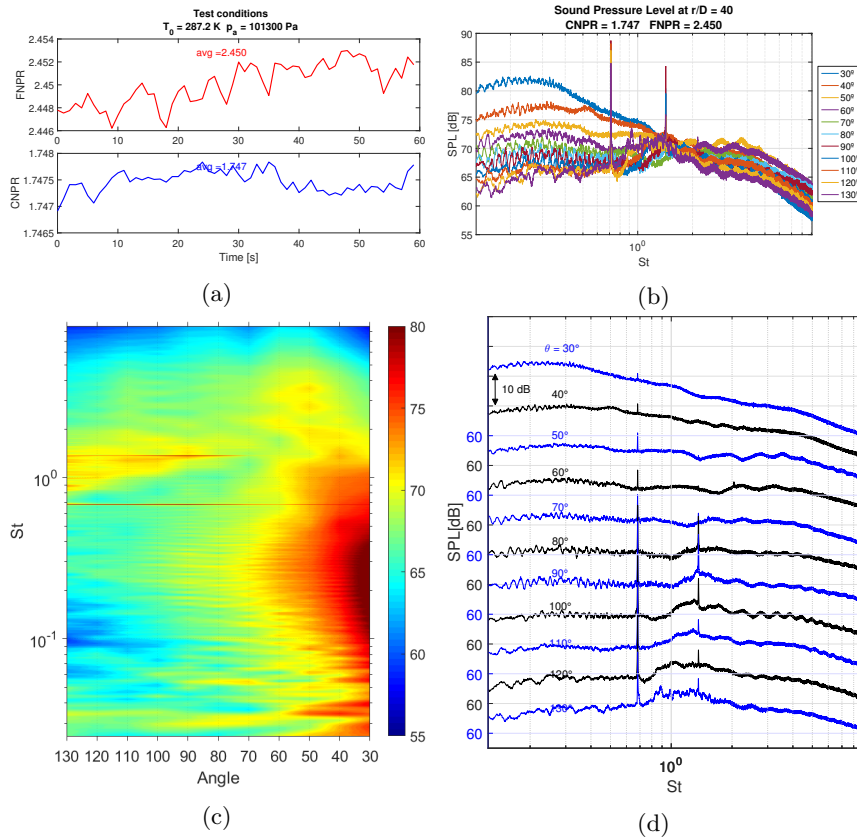 Test conditions
T₀ = 287.2 K pₐ = 101300 Pa
2.454
2.452
2.45
2.448
2.446
FNPR
avg =2.450
0 10 20 30 40 50 60
1.748
1.7475
1.747
1.7465
CNPR
avg =1.747
0 10 20 30 40 50 60
Time [s]
(a)
Sound Pressure Level at r/D = 40
CNPR = 1.747 FNPR = 2.450
90
85
80
75
70
65
60
55
SPL [dB]
10⁰
St
30º
40º
50º
60º
70º
80º
90º
100º
110º
120º
130º
(b)
10⁰
10⁻¹
St
130 120 110 100 90 80 70 60 50 40 30
Angle
80
75
70
65
60
55
(c)
θ = 30°
10 dB
40°
60
50°
60
60°
60
70°
60
80°
60
90°
60
100°
60
110°
60
120°
60
130°
60
SPL[dB]
10⁰
St
(d)